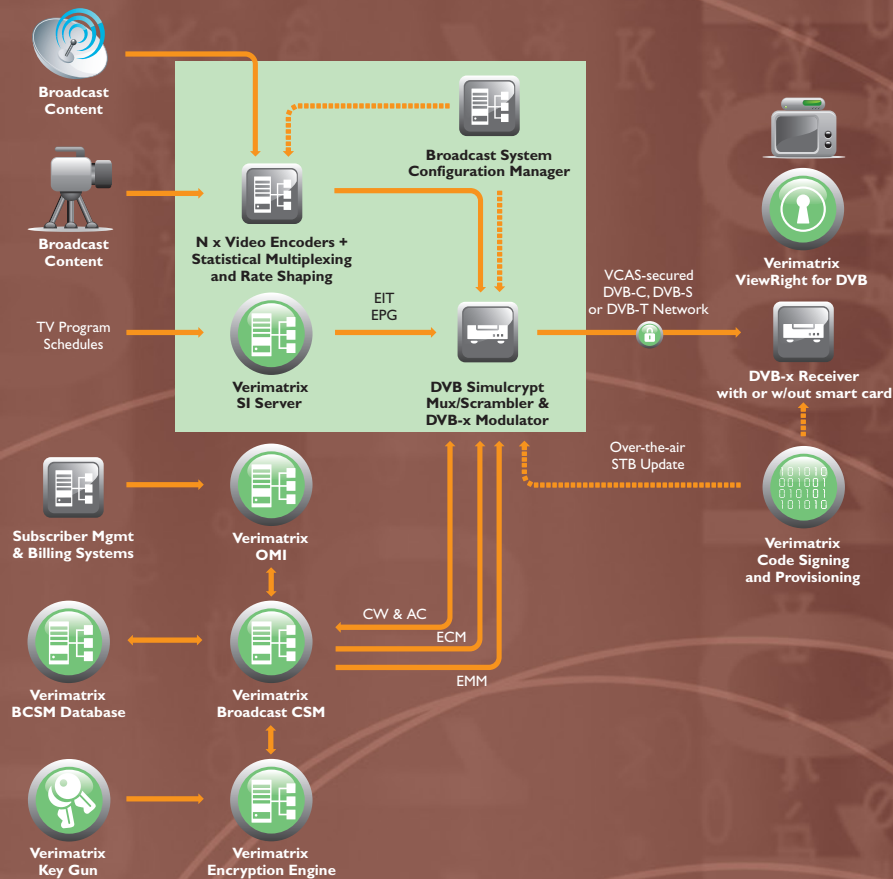 Broadcast
Content
Broadcast System
Configuration Manager
Broadcast
Content
N x Video Encoders +
Statistical Multiplexing
and Rate Shaping
Verimatrix
ViewRight for DVB
VCAS-secured
DVB-C, DVB-S
or DVB-T Network
EIT
EPG
TV Program
Schedules
Verimatrix
SI Server
DVB Simulcrypt
Mux/Scrambler &
DVB-x Modulator
DVB-x Receiver
with or w/out smart card
Over-the-air
STB Update
101010
001001
010101
101010
Subscriber Mgmt
& Billing Systems
Verimatrix
OMI
Verimatrix
Code Signing
and Provisioning
CW & AC
ECM
EMM
Verimatrix
BCSM Database
Verimatrix
Broadcast CSM
Verimatrix
Key Gun
Verimatrix
Encryption Engine